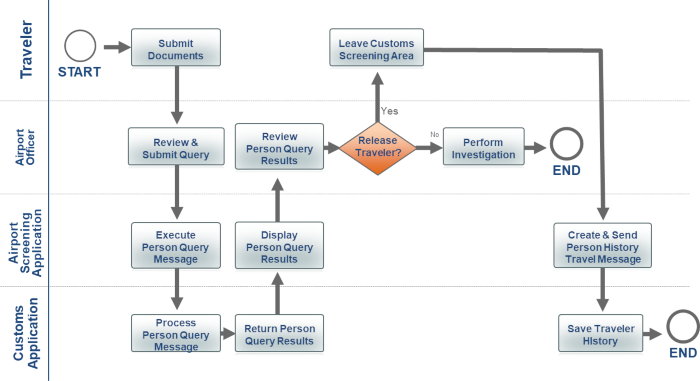 Traveler
START
Submit
Documents
Leave Customs
Screening Area
Yes
Airport
Officer
Review &
Submit Query
Review
Person Query
Results
Release
Traveler?
No
Perform
Investigation
END
Airport
Screening
Application
Execute
Person Query
Message
Display
Person Query
Results
Create & Send
Person History
Travel Message
Customs
Application
Process
Person Query
Message
Return Person
Query Results
Save Traveler
HIstory
END